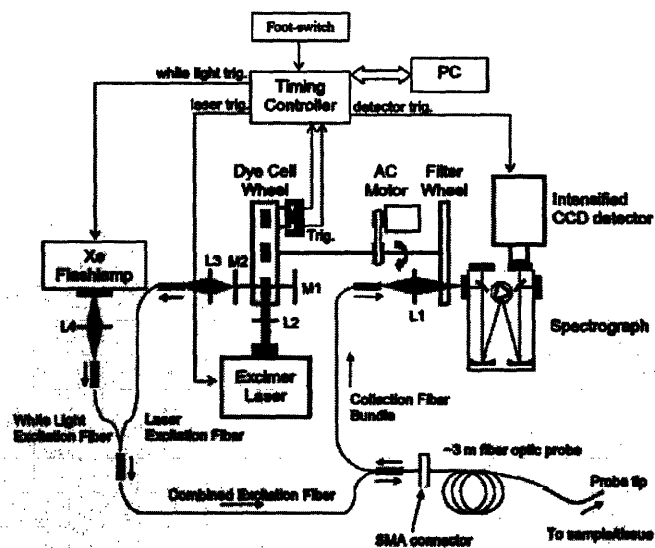 Foot-switch
white light trig.
Timing
Controller
PC
laser trig.
detector trig.
Dye Cell
Wheel
AC
Motor
Filter
Wheel
Intensified
CCD detector
Trig.
Xe
Flashlamp
L3
M2
M1
L1
L2
L4
Spectrograph
Excimer
Laser
Collection Fiber
Bundle
White Light
Excitation Fiber
Laser
Excitation Fiber
~3 m fiber optic probe
Combined Excitation Fiber
Probe tip
SMA connector
To sample/tissue